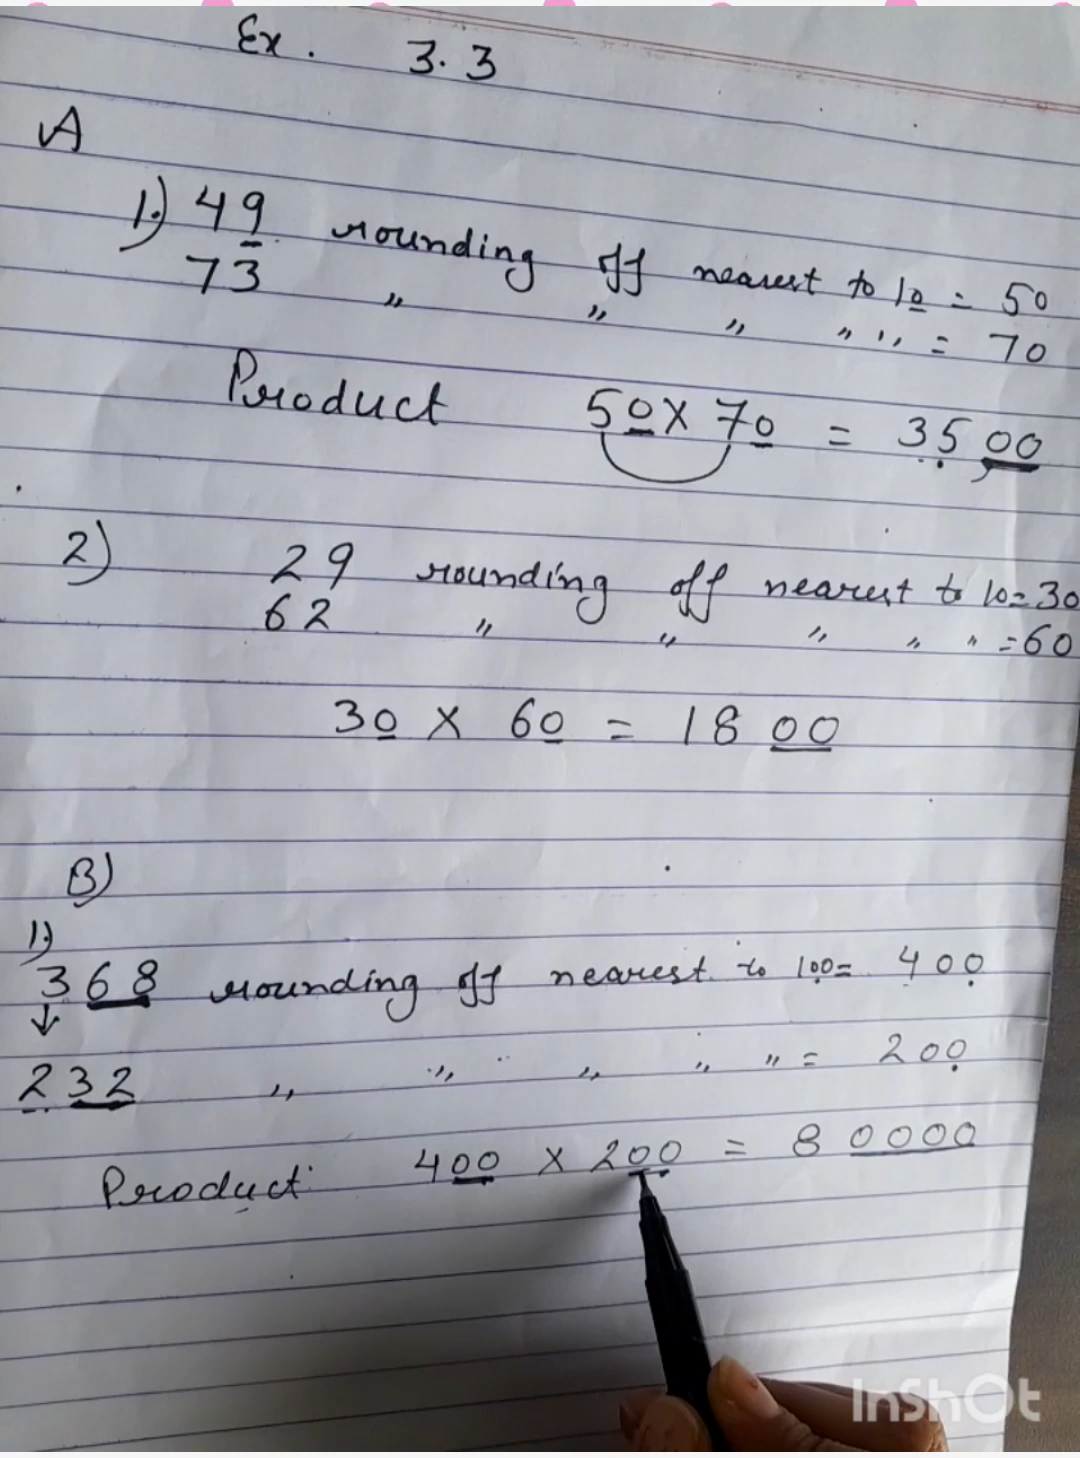 Ex. 3.3
A
1.) 49 rounding off nearest to 10 = 50
73 " " " " " = 70
Product 50 X 70 = 3500
2) 29 rounding off nearest to 10=30
62 " " " " " =60
30 X 60 = 1800
B)
1.)
368 rounding off nearest to 100= 400
232 " " " " " = 200
Product: 400 X 200 = 80000
InShOt